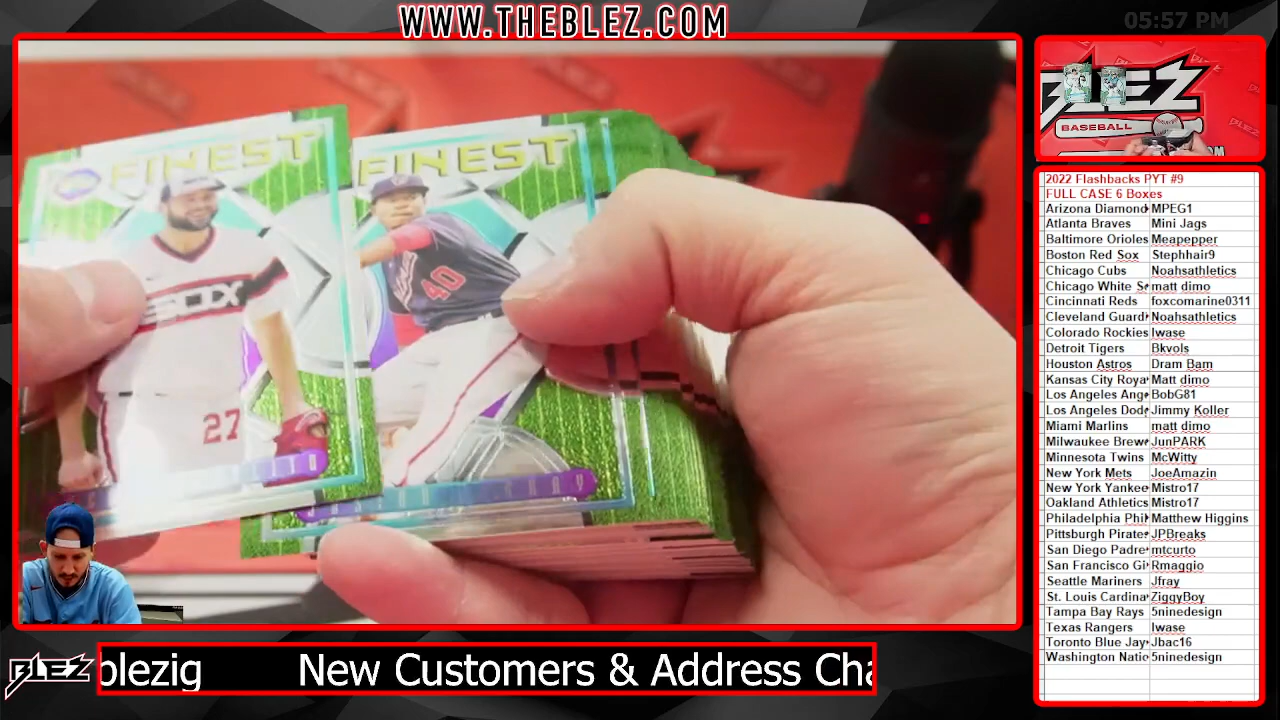 WWW.THEBLEZ.COM
05:57 PM
FINEST
FINEST
SOX
27
40
BLEZ
BASEBALL
2022 Flashbacks PYT #9
FULL CASE 6 Boxes
Arizona Diamond MPEG1
Atlanta Braves Mini Jags
Baltimore Orioles Meapepper
Boston Red Sox Stephhair9
Chicago Cubs Noahsathletics
Chicago White S matt dimo
Cincinnati Reds foxcomarine0311
Cleveland Guardi Noahsathletics
Colorado Rockies Iwase
Detroit Tigers Bkvols
Houston Astros Dram Bam
Kansas City Roya Matt dimo
Los Angeles Ang BobG81
Los Angeles Dod Jimmy Koller
Miami Marlins matt dimo
Milwaukee Brew JunPARK
Minnesota Twins McWitty
New York Mets JoeAmazin
New York Yankee Mistro17
Oakland Athletics Mistro17
Philadelphia Phil Matthew Higgins
Pittsburgh Pirate JPBreaks
San Diego Padre mtcurto
San Francisco Gi Rmaggio
Seattle Mariners Jfray
St. Louis Cardina ZiggyBoy
Tampa Bay Rays 5ninedesign
Texas Rangers Iwase
Toronto Blue Jay Jbac16
Washington Natio 5ninedesign
BLEZ
blezig New Customers & Address Cha